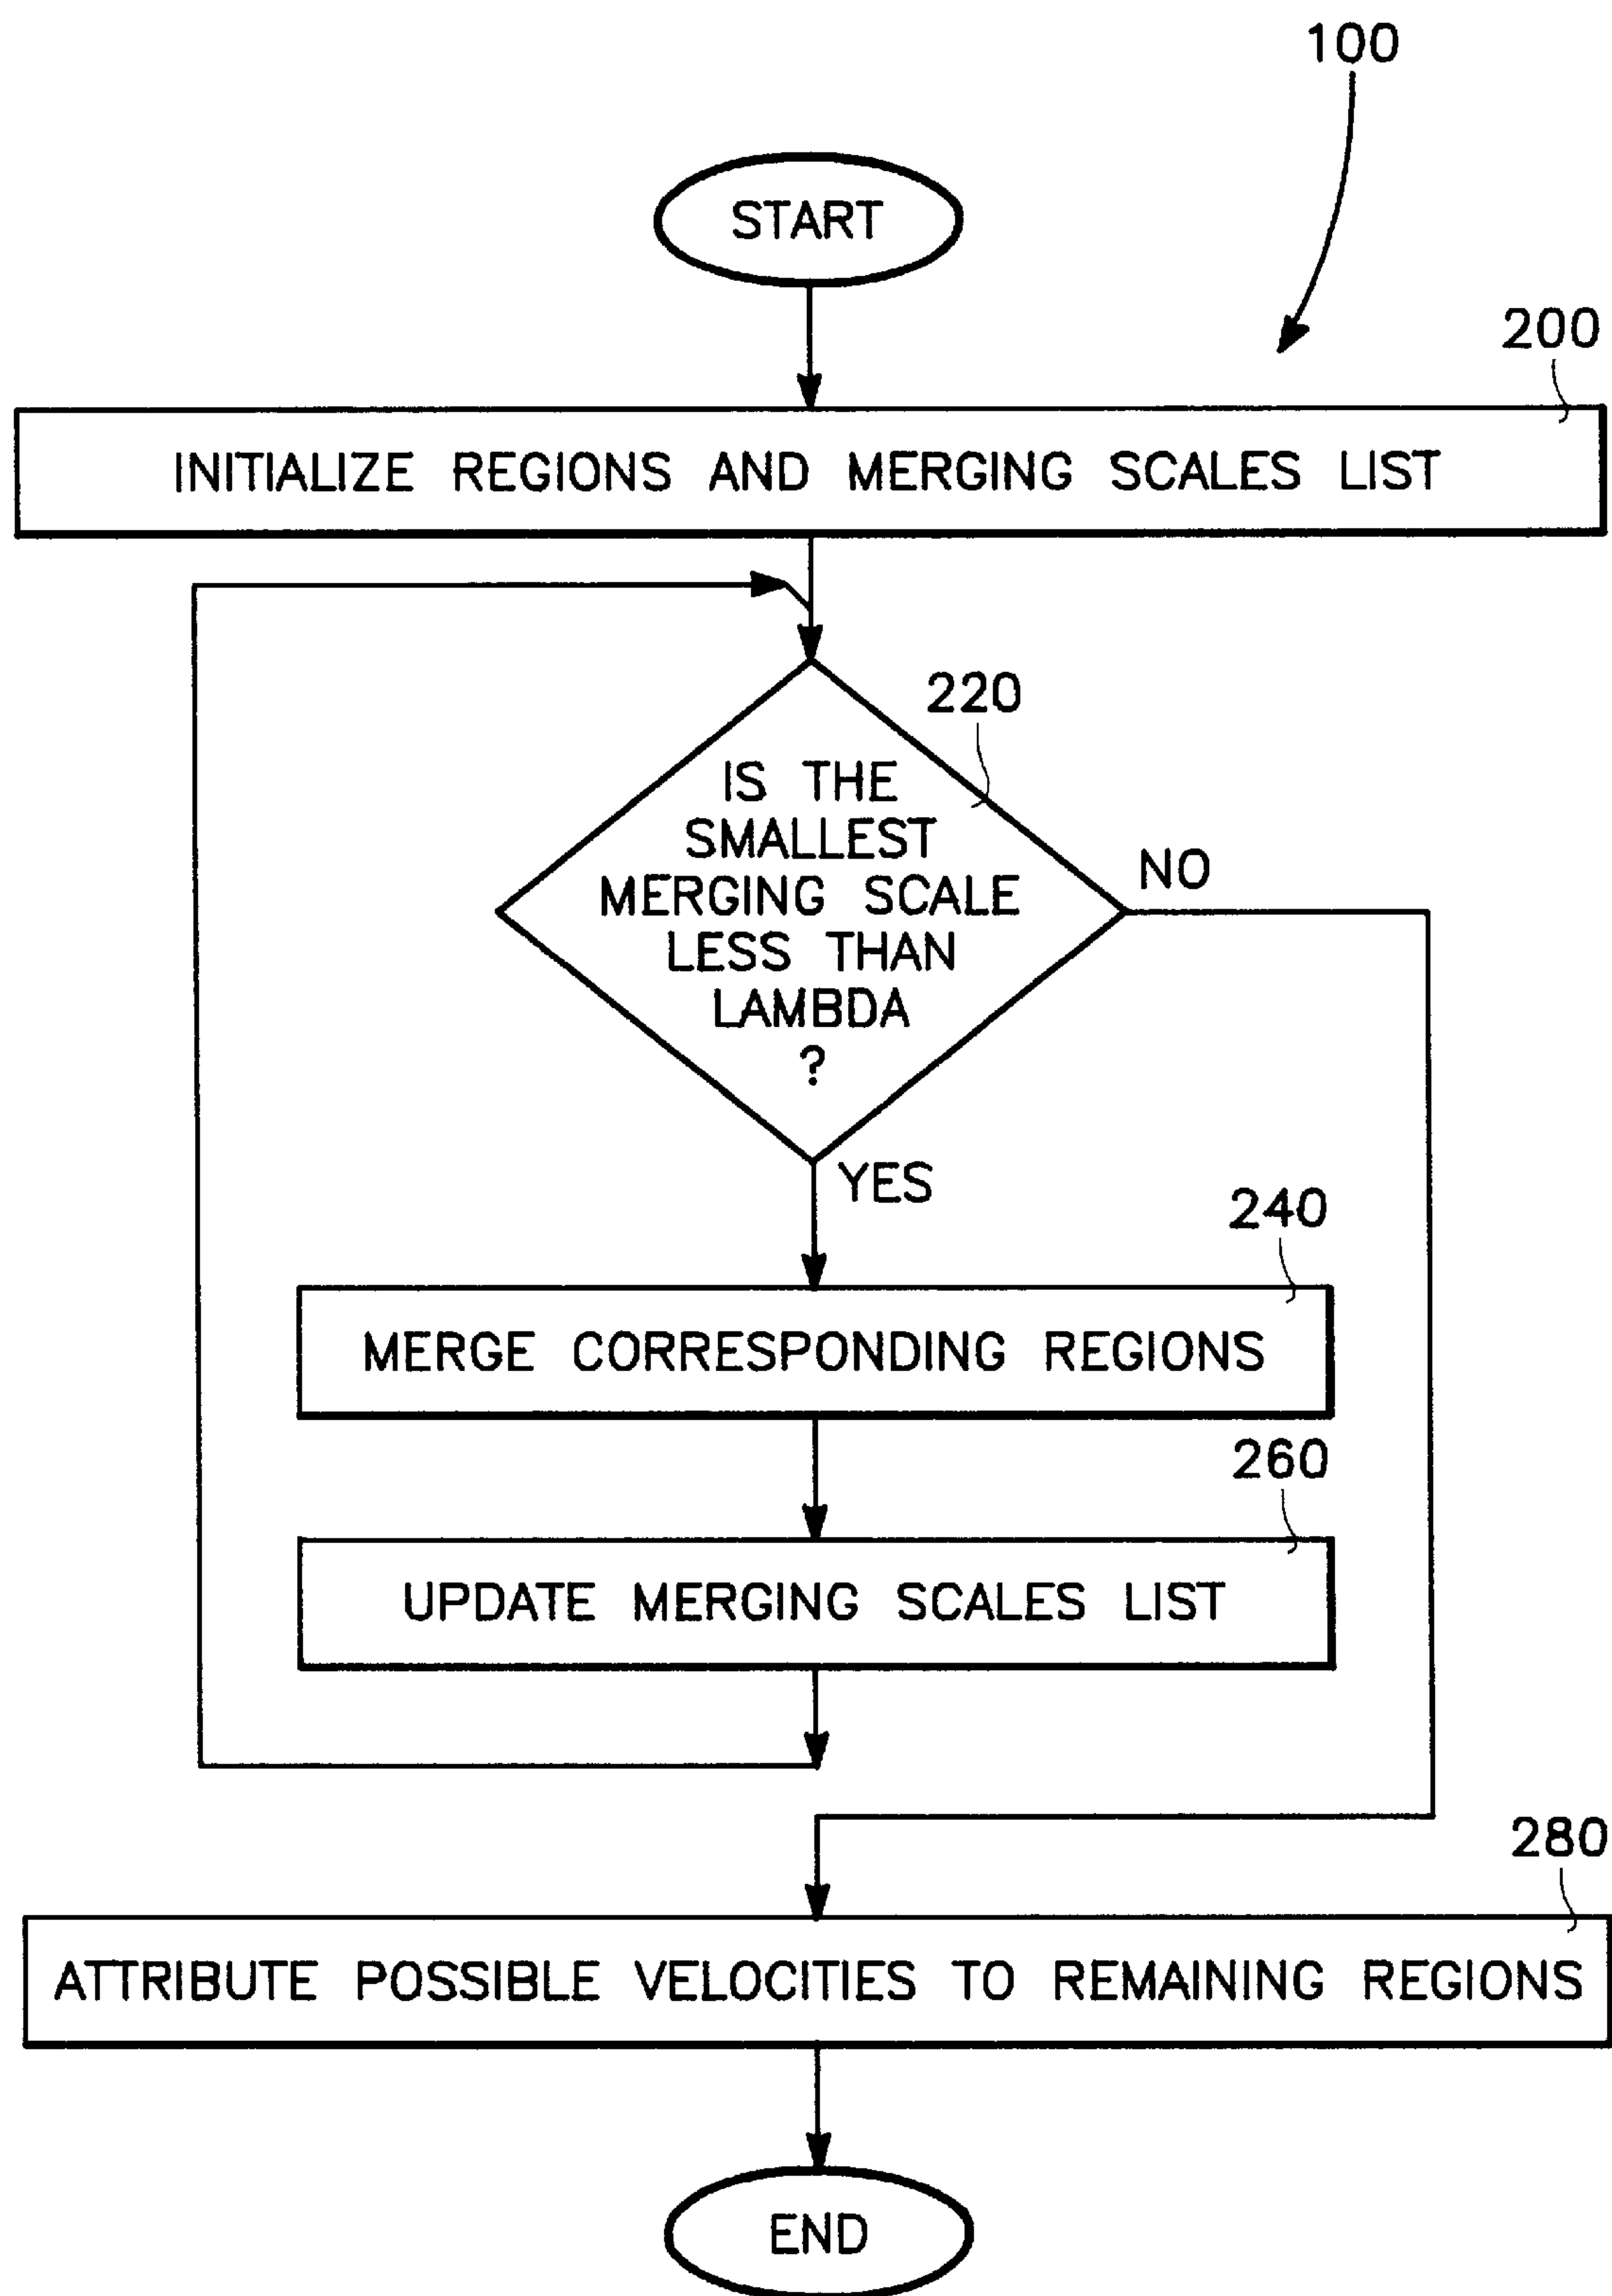 100
START
200
INITIALIZE REGIONS AND MERGING SCALES LIST
220
IS THE
SMALLEST
MERGING SCALE
LESS THAN
LAMBDA
?
NO
YES
240
MERGE CORRESPONDING REGIONS
260
UPDATE MERGING SCALES LIST
280
ATTRIBUTE POSSIBLE VELOCITIES TO REMAINING REGIONS
END